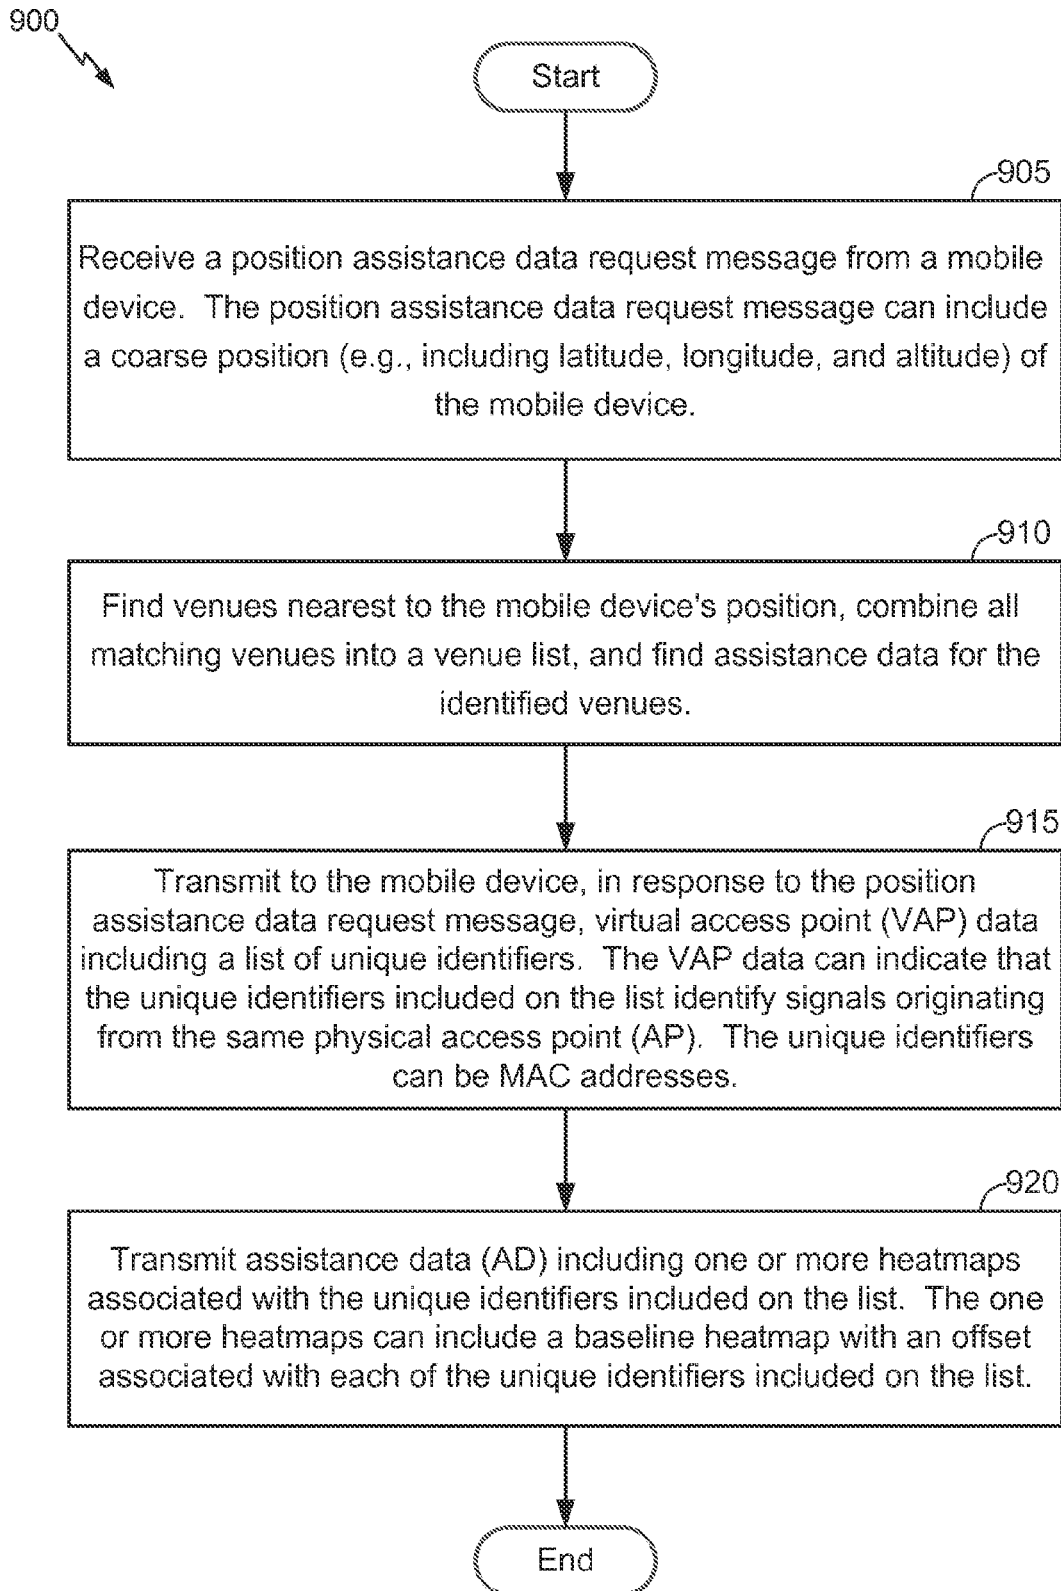 900
Start
905
Receive a position assistance data request message from a mobile
device.  The position assistance data request message can include
a coarse position (e.g., including latitude, longitude, and altitude) of
the mobile device.
910
Find venues nearest to the mobile device's position, combine all
matching venues into a venue list, and find assistance data for the
identified venues.
915
Transmit to the mobile device, in response to the position
assistance data request message, virtual access point (VAP) data
including a list of unique identifiers.  The VAP data can indicate that
the unique identifiers included on the list identify signals originating
from the same physical access point (AP).  The unique identifiers
can be MAC addresses.
920
Transmit assistance data (AD) including one or more heatmaps
associated with the unique identifiers included on the list.  The one
or more heatmaps can include a baseline heatmap with an offset
associated with each of the unique identifiers included on the list.
End